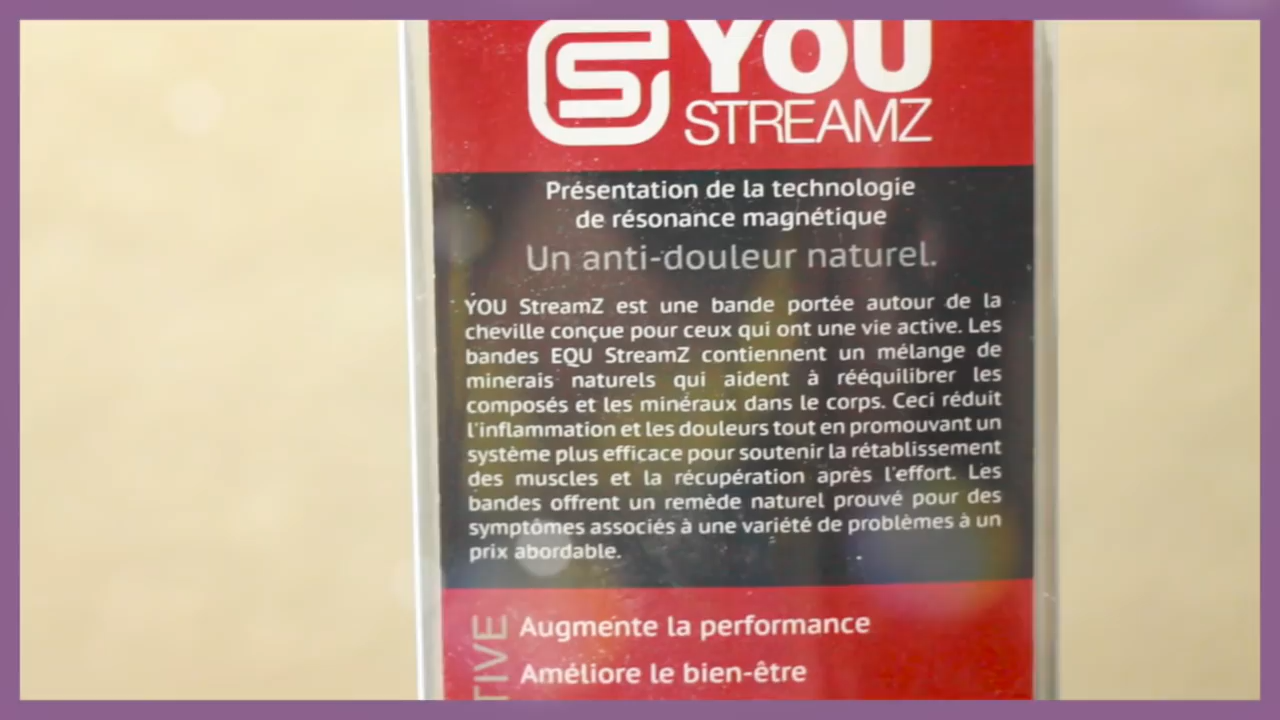 YOU
STREAMZ
Présentation de la technologie
de résonance magnétique
Un anti-douleur naturel.
YOU StreamZ est une bande portée autour de la
cheville conçue pour ceux qui ont une vie active. Les
bandes EQU StreamZ contiennent un mélange de
minerais naturels qui aident à rééquilibrer les
composés et les minéraux dans le corps. Ceci réduit
l'inflammation et les douleurs tout en promouvant un
système plus efficace pour soutenir la rétablissement
des muscles et la récupération après l'effort. Les
bandes offrent un remède naturel prouvé pour des
symptômes associés à une variété de problèmes à un
prix abordable.
TIVE
Augmente la performance
Améliore le bien-être